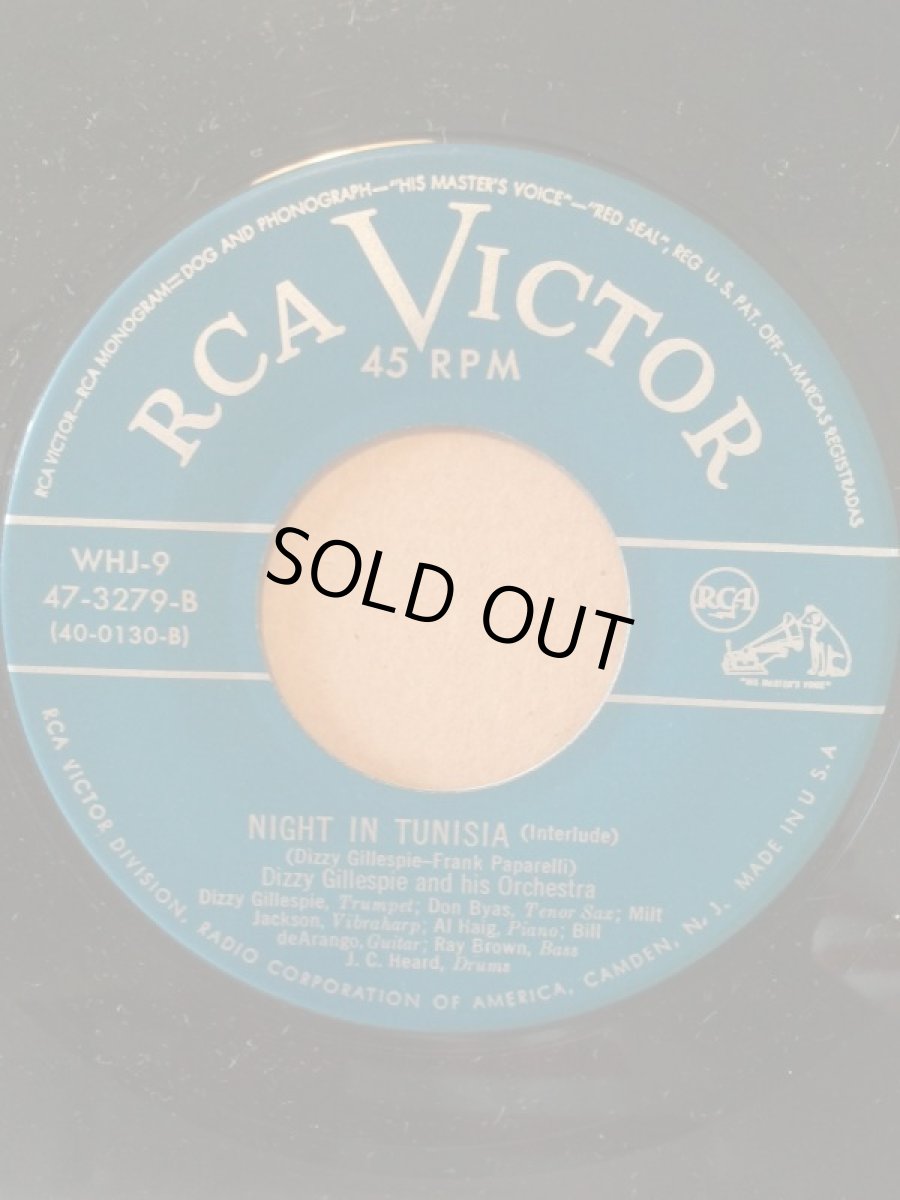 RCA VICTOR—RCA MONOGRAM—DOG AND PHONOGRAPH—"HIS MASTER'S VOICE"—"RED SEAL", REG U. S. PAT. OFF.—MARCAS REGISTRADAS
RCA VICTOR
45 RPM
WHJ-9
47-3279-B
(40-0130-B)
RCA
"HIS MASTER'S VOICE"
SOLD OUT
NIGHT IN TUNISIA (Interlude)
(Dizzy Gillespie–Frank Paparelli)
Dizzy Gillespie and his Orchestra
Dizzy Gillespie, Trumpet; Don Byas, Tenor Sax; Milt
Jackson, Vibraharp; Al Haig, Piano; Bill
deArango, Guitar; Ray Brown, Bass
J. C. Heard, Drums
RCA VICTOR DIVISION, RADIO CORPORATION OF AMERICA, CAMDEN, N. J. MADE IN U. S. A